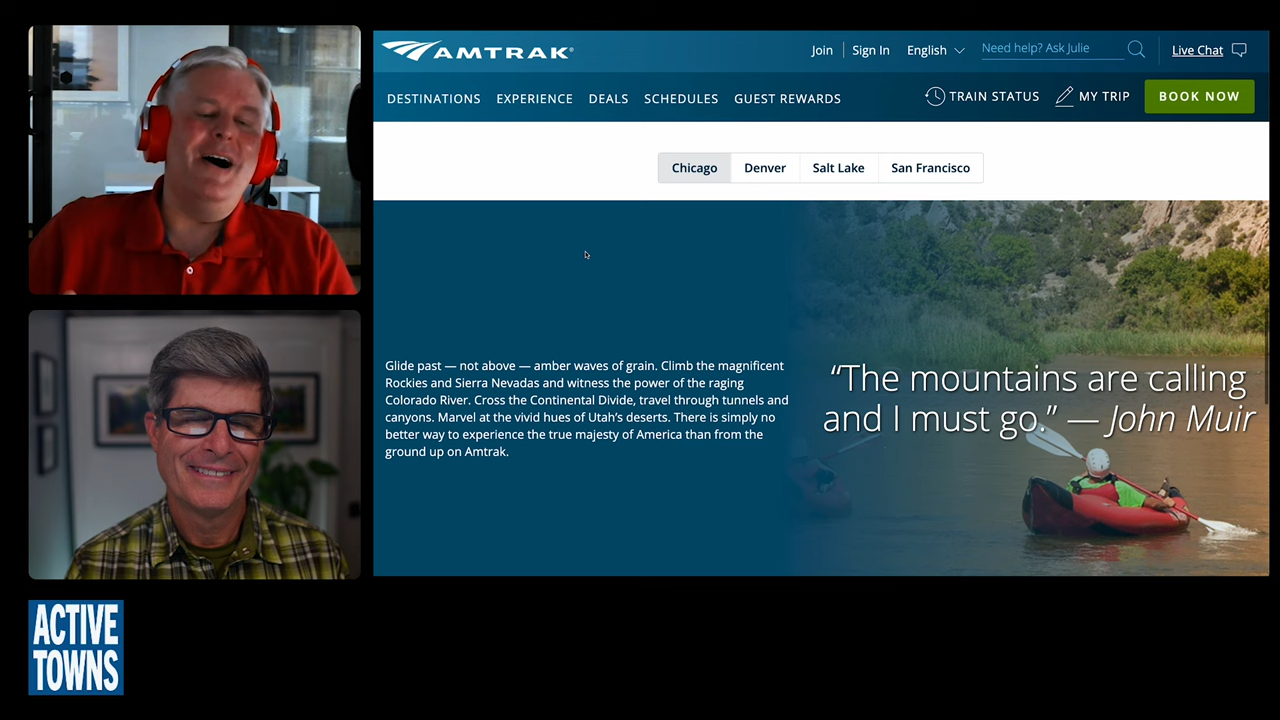 AMTRAK
Join
Sign In
English
Need help? Ask Julie
Live Chat
DESTINATIONS
EXPERIENCE
DEALS
SCHEDULES
GUEST REWARDS
TRAIN STATUS
MY TRIP
BOOK NOW
Chicago
Denver
Salt Lake
San Francisco
Glide past — not above — amber waves of grain. Climb the magnificent
Rockies and Sierra Nevadas and witness the power of the raging
Colorado River. Cross the Continental Divide, travel through tunnels and
canyons. Marvel at the vivid hues of Utah’s deserts. There is simply no
better way to experience the true majesty of America than from the
ground up on Amtrak.
“The mountains are calling
and I must go.” — John Muir
ACTIVE
TOWNS